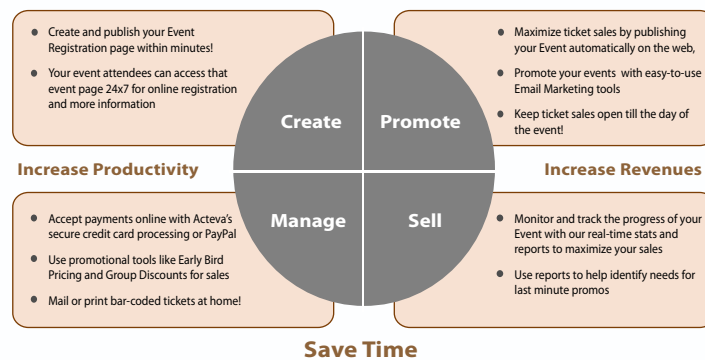 Create and publish your Event
Registration page within minutes!
Your event attendees can access that
event page 24x7 for online registration
and more information
Maximize ticket sales by publishing
your Event automatically on the web,
Promote your events with easy-to-use
Email Marketing tools
Keep ticket sales open till the day of
the event!
Create
Promote
Increase Productivity
Increase Revenues
Manage
Sell
Accept payments online with Acteva's
secure credit card processing or PayPal
Use promotional tools like Early Bird
Pricing and Group Discounts for sales
Mail or print bar-coded tickets at home!
Monitor and track the progress of your
Event with our real-time stats and
reports to maximize your sales
Use reports to help identify needs for
last minute promos
Save Time